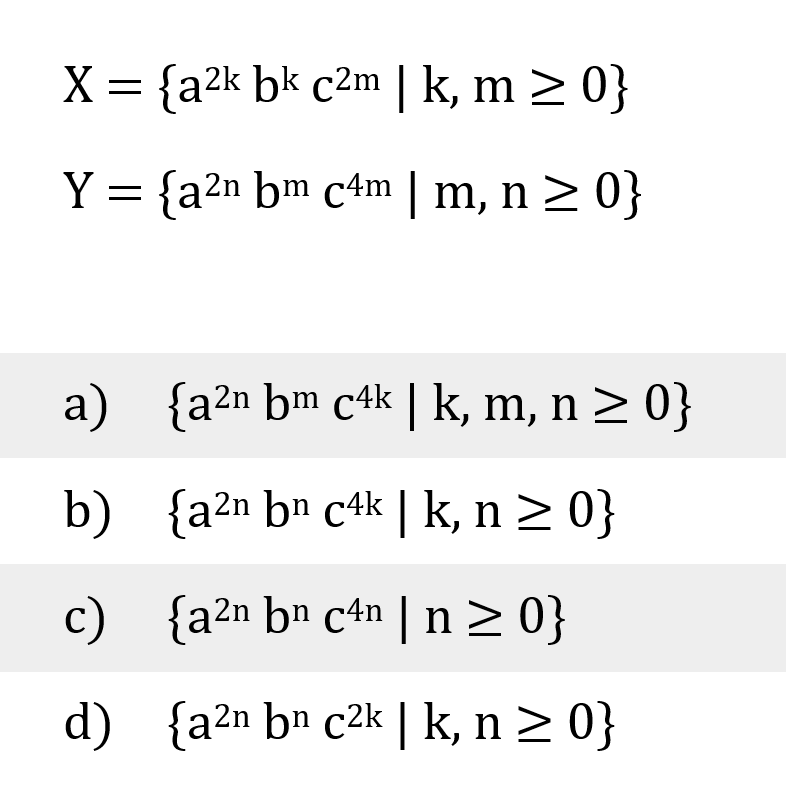 X = {a²ᵏ bᵏ c²ᵐ | k, m ≥ 0}
Y = {a²ⁿ bᵐ c⁴ᵐ | m, n ≥ 0}
a) {a²ⁿ bᵐ c⁴ᵏ | k, m, n ≥ 0}
b) {a²ⁿ bⁿ c⁴ᵏ | k, n ≥ 0}
c) {a²ⁿ bⁿ c⁴ⁿ | n ≥ 0}
d) {a²ⁿ bⁿ c²ᵏ | k, n ≥ 0}